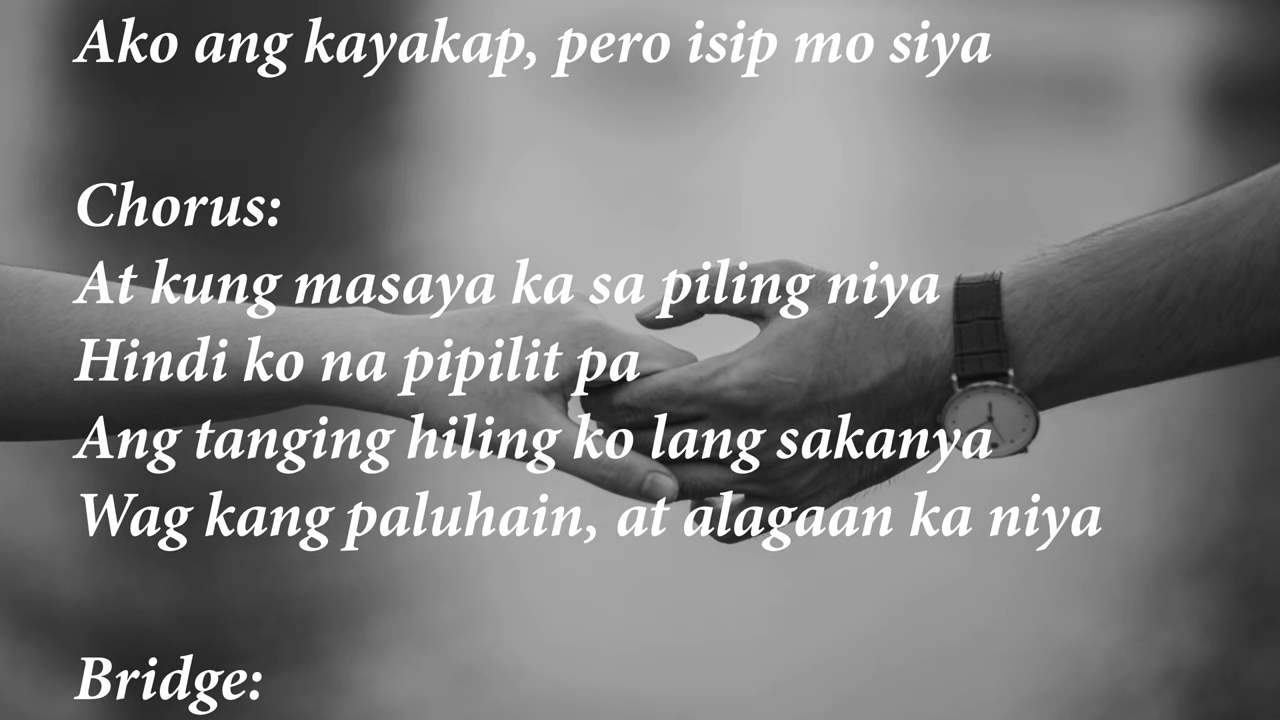 Ako ang kayakap, pero isip mo siya
Chorus:
At kung masaya ka sa piling niya
Hindi ko na pipilit pa
Ang tanging hiling ko lang sakanya
Wag kang paluhain, at alagaan ka niya
Bridge: